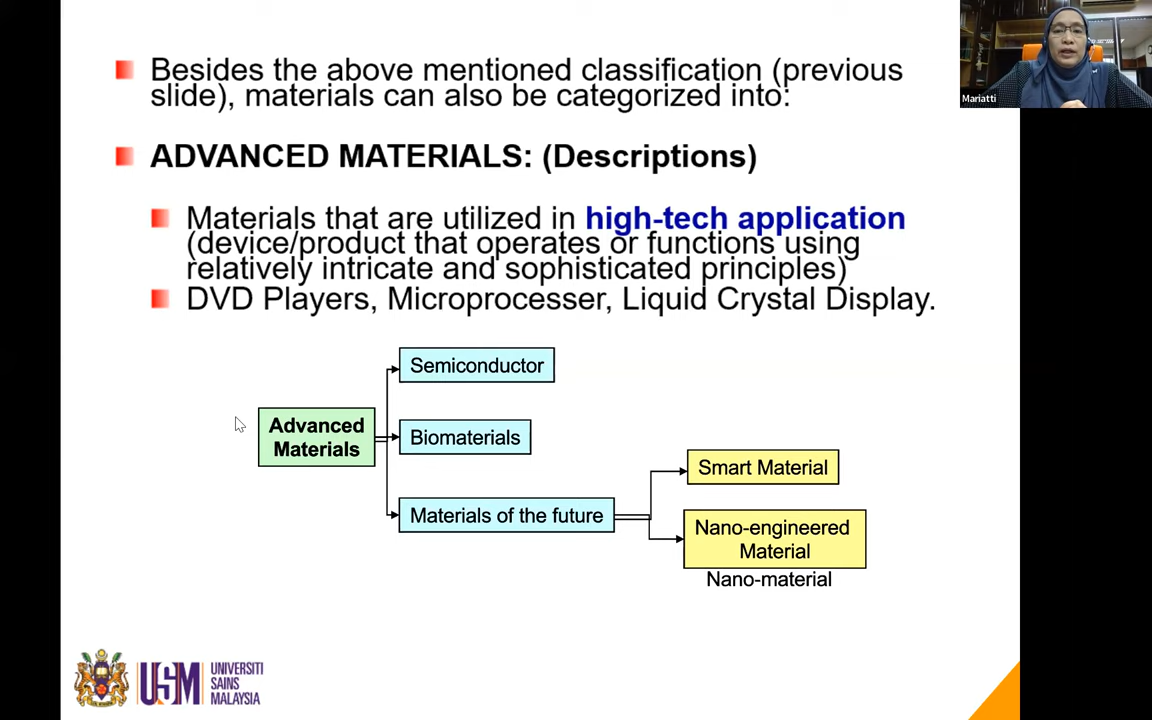 Besides the above mentioned classification (previous
slide), materials can also be categorized into:
Mariatti
ADVANCED MATERIALS: (Descriptions)
Materials that are utilized in high-tech application
(device/product that operates or functions using
relatively intricate and sophisticated principles)
DVD Players, Microprocesser, Liquid Crystal Display.
Semiconductor
Advanced
Materials
Biomaterials
Materials of the future
Smart Material
Nano-engineered
Material
Nano-material
USM
UNIVERSITI
SAINS
MALAYSIA